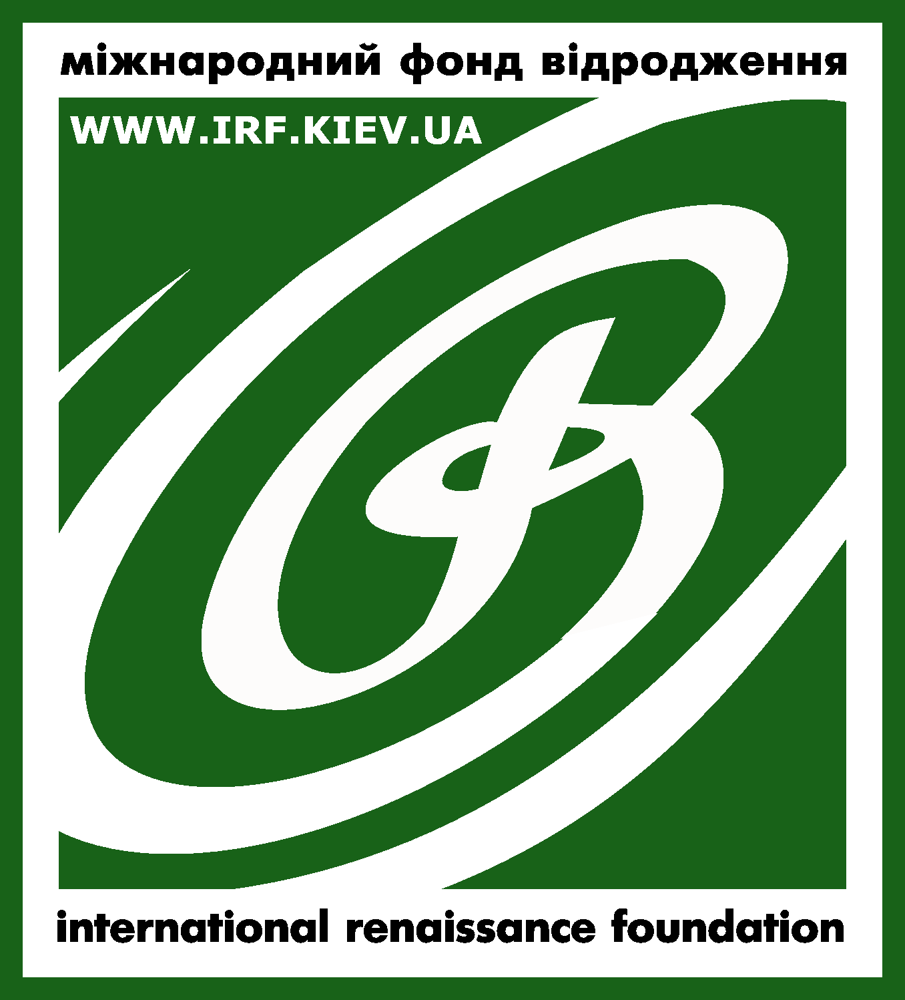 міжнародний фонд відродження
WWW.IRF.KIEV.UA
international renaissance foundation